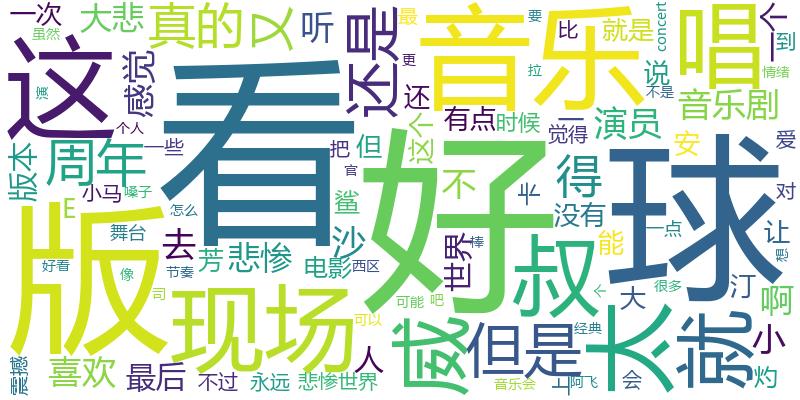 一次 大悲 真的 又 听 还是 最 音乐 要 比 就是 concert 唱 个 到
虽然 更 拉 说 情绪
这 感觉 看 还 有点 时候 一 演员 不是 音乐剧
演 个人 把 但 这个 觉得 安 爱
版本 周年 一些 官 好 不 得 球 对
小马 嗓子 鲨 世界 半 没有 让
E 怎么 叔 能 一点 想
版 舞台 去 芳 悲惨 沙 棒 大 很多 汀 啊
好看 像 节奏 电影 西区
司 现场 可能 吧 个 太 就 小
可以 威 但是 经典
震撼 喜欢 最后 不过 永远 悲惨世界 人 音乐会 上 阿飞 会 灼